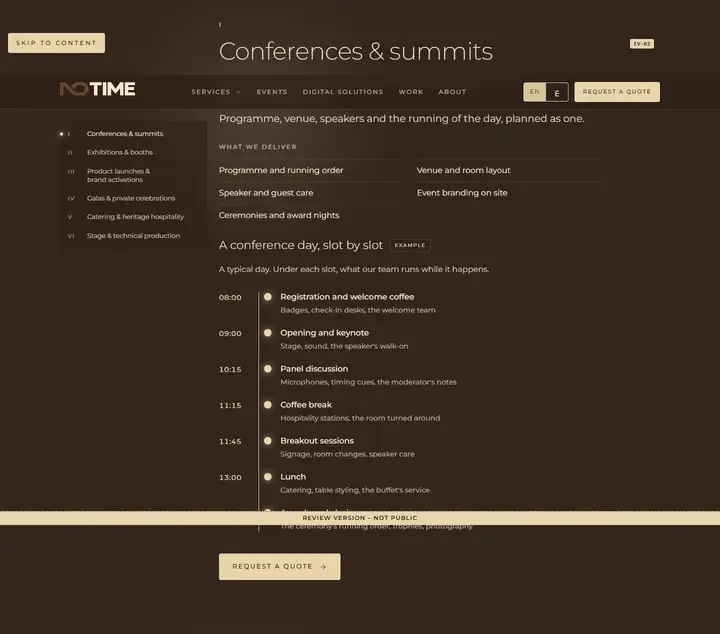 I
SKIP TO CONTENT
Conferences & summits
EV-02
NOTIME
SERVICES
EVENTS
DIGITAL SOLUTIONS
WORK
ABOUT
EN
REQUEST A QUOTE
Programme, venue, speakers and the running of the day, planned as one.
I Conferences & summits
II Exhibitions & booths
III Product launches &
brand activations
IV Galas & private celebrations
V Catering & heritage hospitality
VI Stage & technical production
WHAT WE DELIVER
Programme and running order
Venue and room layout
Speaker and guest care
Event branding on site
Ceremonies and award nights
A conference day, slot by slot EXAMPLE
A typical day. Under each slot, what our team runs while it happens.
08:00 Registration and welcome coffee
Badges, check-in desks, the welcome team
09:00 Opening and keynote
Stage, sound, the speaker's walk-on
10:15 Panel discussion
Microphones, timing cues, the moderator's notes
11:15 Coffee break
Hospitality stations, the room turned around
11:45 Breakout sessions
Signage, room changes, speaker care
13:00 Lunch
Catering, table styling, the buffet's service
REVIEW VERSION – NOT PUBLIC
The ceremony's running order, trophies, photography
REQUEST A QUOTE →